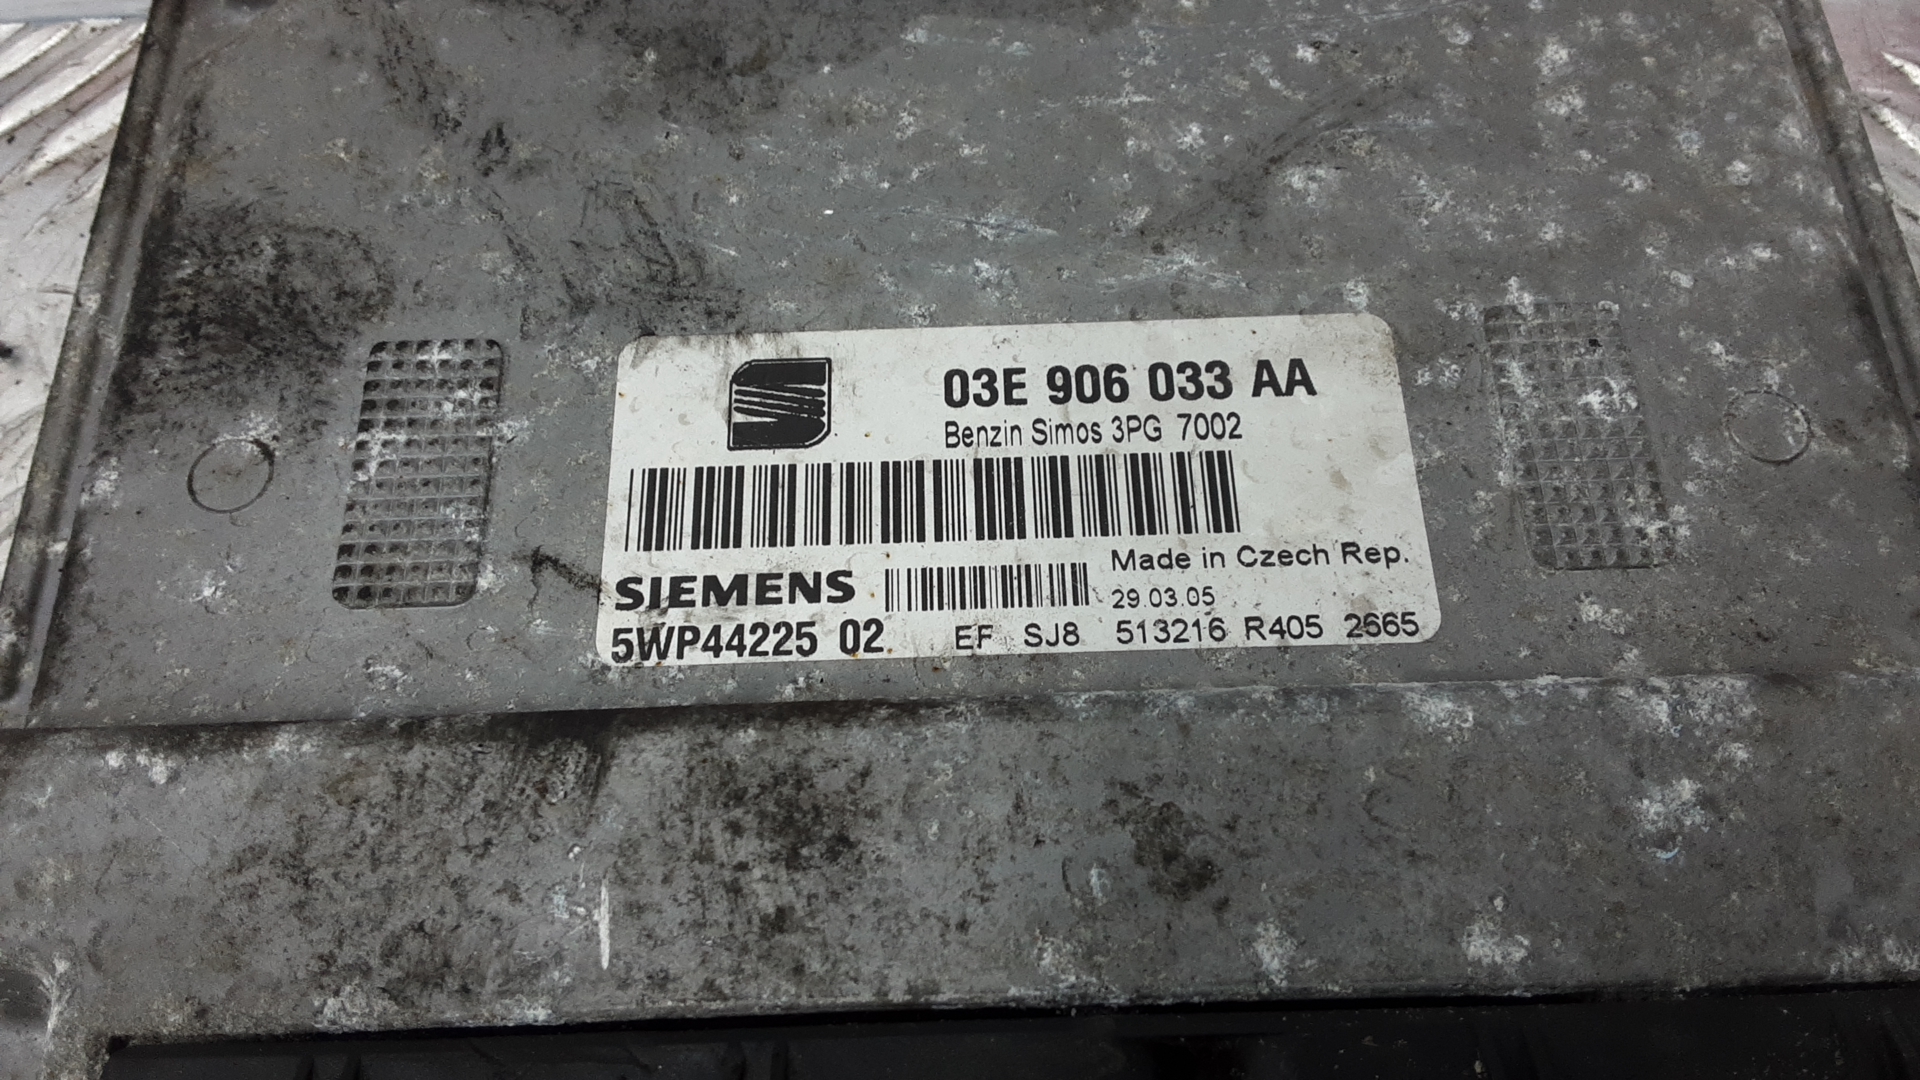 03E 906 033 AA
Benzin Simos 3PG 7002
SIEMENS
Made in Czech Rep.
29.03.05
5WP44225 02 EF SJ8 513216 R405 2665